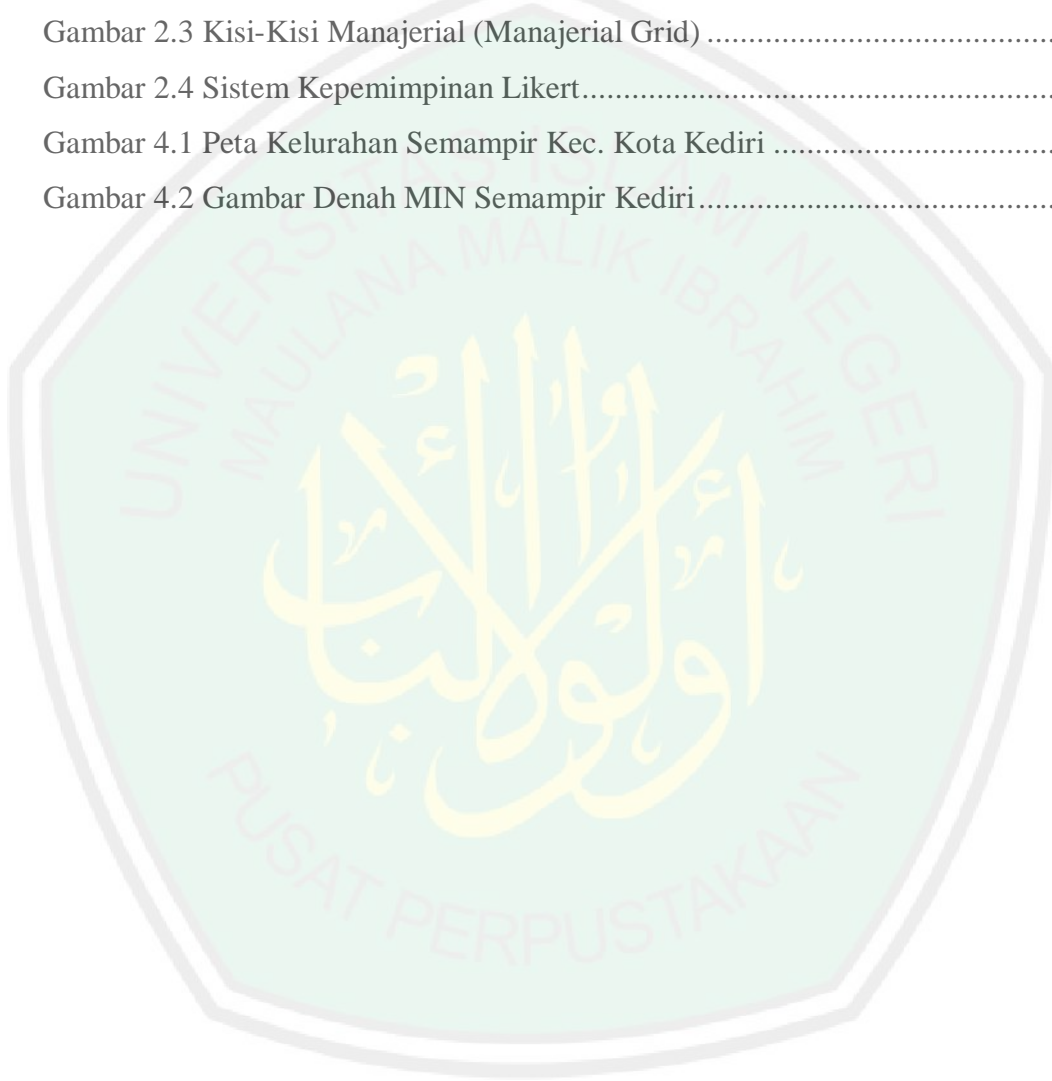 Gambar 2.3 Kisi-Kisi Manajerial (Manajerial Grid) ....................................
Gambar 2.4 Sistem Kepemimpinan Likert....................................................
Gambar 4.1 Peta Kelurahan Semampir Kec. Kota Kediri .............................
Gambar 4.2 Gambar Denah MIN Semampir Kediri......................................
UNIVERSITAS ISLAM NEGERI
MAULANA MALIK IBRAHIM
أولوا الألباب
PUSAT PERPUSTAKAAN